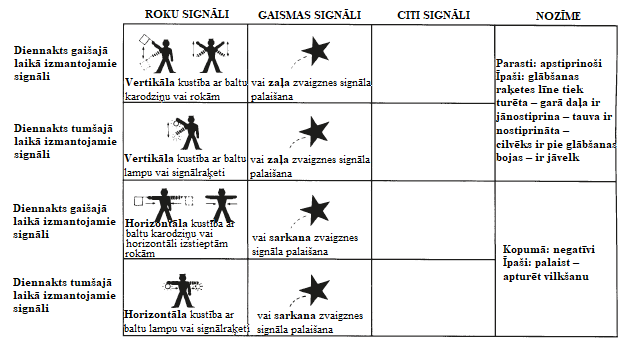 ROKU SIGNĀLI
GAISMAS SIGNĀLI
CITI SIGNĀLI
NOZĪME
Diennakts gaišajā
laikā izmantojamie
signāli
Vertikāla kustība ar baltu
karodziņu vai rokām
vai zaļa zvaigznes signāla
palaišana
Parasti: apstiprinoši
Īpaši: glābšanas
raķetes līne tiek
turēta – garā daļa ir
jānostiprina – tauva ir
nostiprināta –
cilvēks ir pie glābšanas
bojas – ir jāvelk
Diennakts tumšajā
laikā izmantojamie
signāli
Vertikāla kustība ar baltu
lampu vai signālraķeti
vai zaļa zvaigznes signāla
palaišana
Diennakts gaišajā
laikā izmantojamie
signāli
Horizontāla kustība ar
baltu karodziņu vai
horizontāli izstieptām
rokām
vai sarkana zvaigznes
signāla palaišana
Kopumā: negatīvi
Īpaši: palaist –
apturēt vilkšanu
Diennakts tumšajā
laikā izmantojamie
signāli
Horizontāla kustība ar
baltu lampu vai signālraķeti
vai sarkana zvaigznes
signāla palaišana